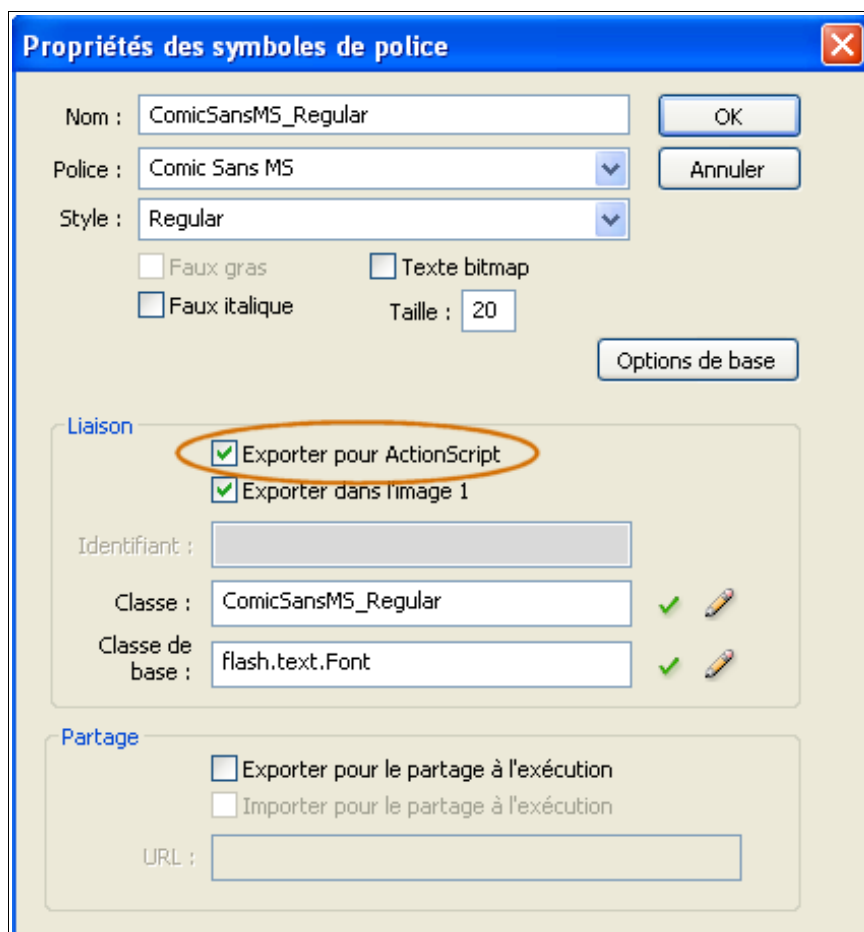 Propriétés des symboles de police
Nom : ComicSansMS_Regular OK
Police : Comic Sans MS Annuler
Style : Regular
Faux gras Texte bitmap
Faux italique Taille : 20
Options de base
Liaison
Exporter pour ActionScript
Exporter dans l'image 1
Identifiant :
Classe : ComicSansMS_Regular
Classe de
base : flash.text.Font
Partage
Exporter pour le partage à l'exécution
Importer pour le partage à l'exécution
URL :